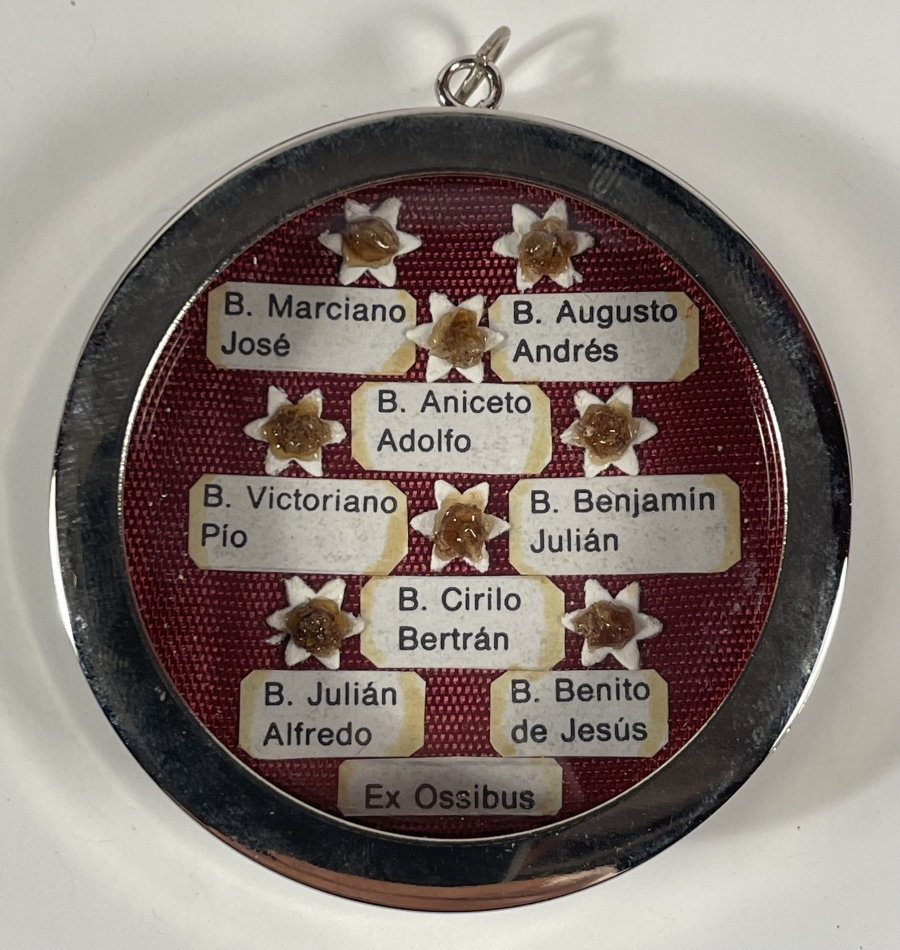 B. Marciano
José
B. Augusto
Andrés
B. Aniceto
Adolfo
B. Victoriano
Pío
B. Benjamín
Julián
B. Cirilo
Bertrán
B. Julián
Alfredo
B. Benito
de Jesús
Ex Ossibus